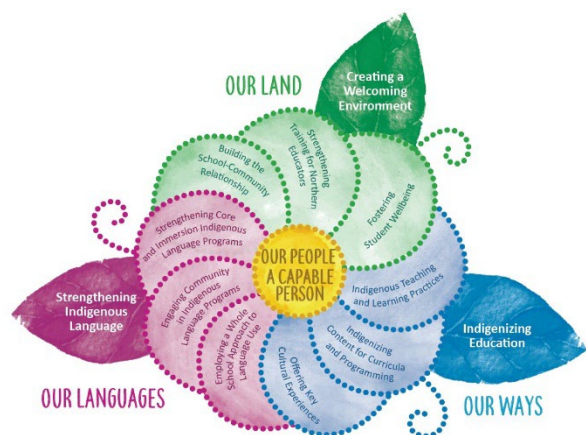 OUR LAND
Creating a
Welcoming
Environment
Building the
School-Community
Relationship
Strengthening
Training for Northern
Educators
Fostering
Student Wellbeing
Strengthening Core
and Immersion Indigenous
Language Programs
OUR PEOPLE
A CAPABLE
PERSON
Indigenous Teaching
and Learning Practices
Engaging Community
in Indigenous
Language Programs
Strengthening
Indigenous
Language
Indigenizing
Education
Employing a Whole
School Approach to
Language Use
Offering Key
Cultural Experiences
Indigenizing
Content for Curricula
and Programming
OUR LANGUAGES
OUR WAYS